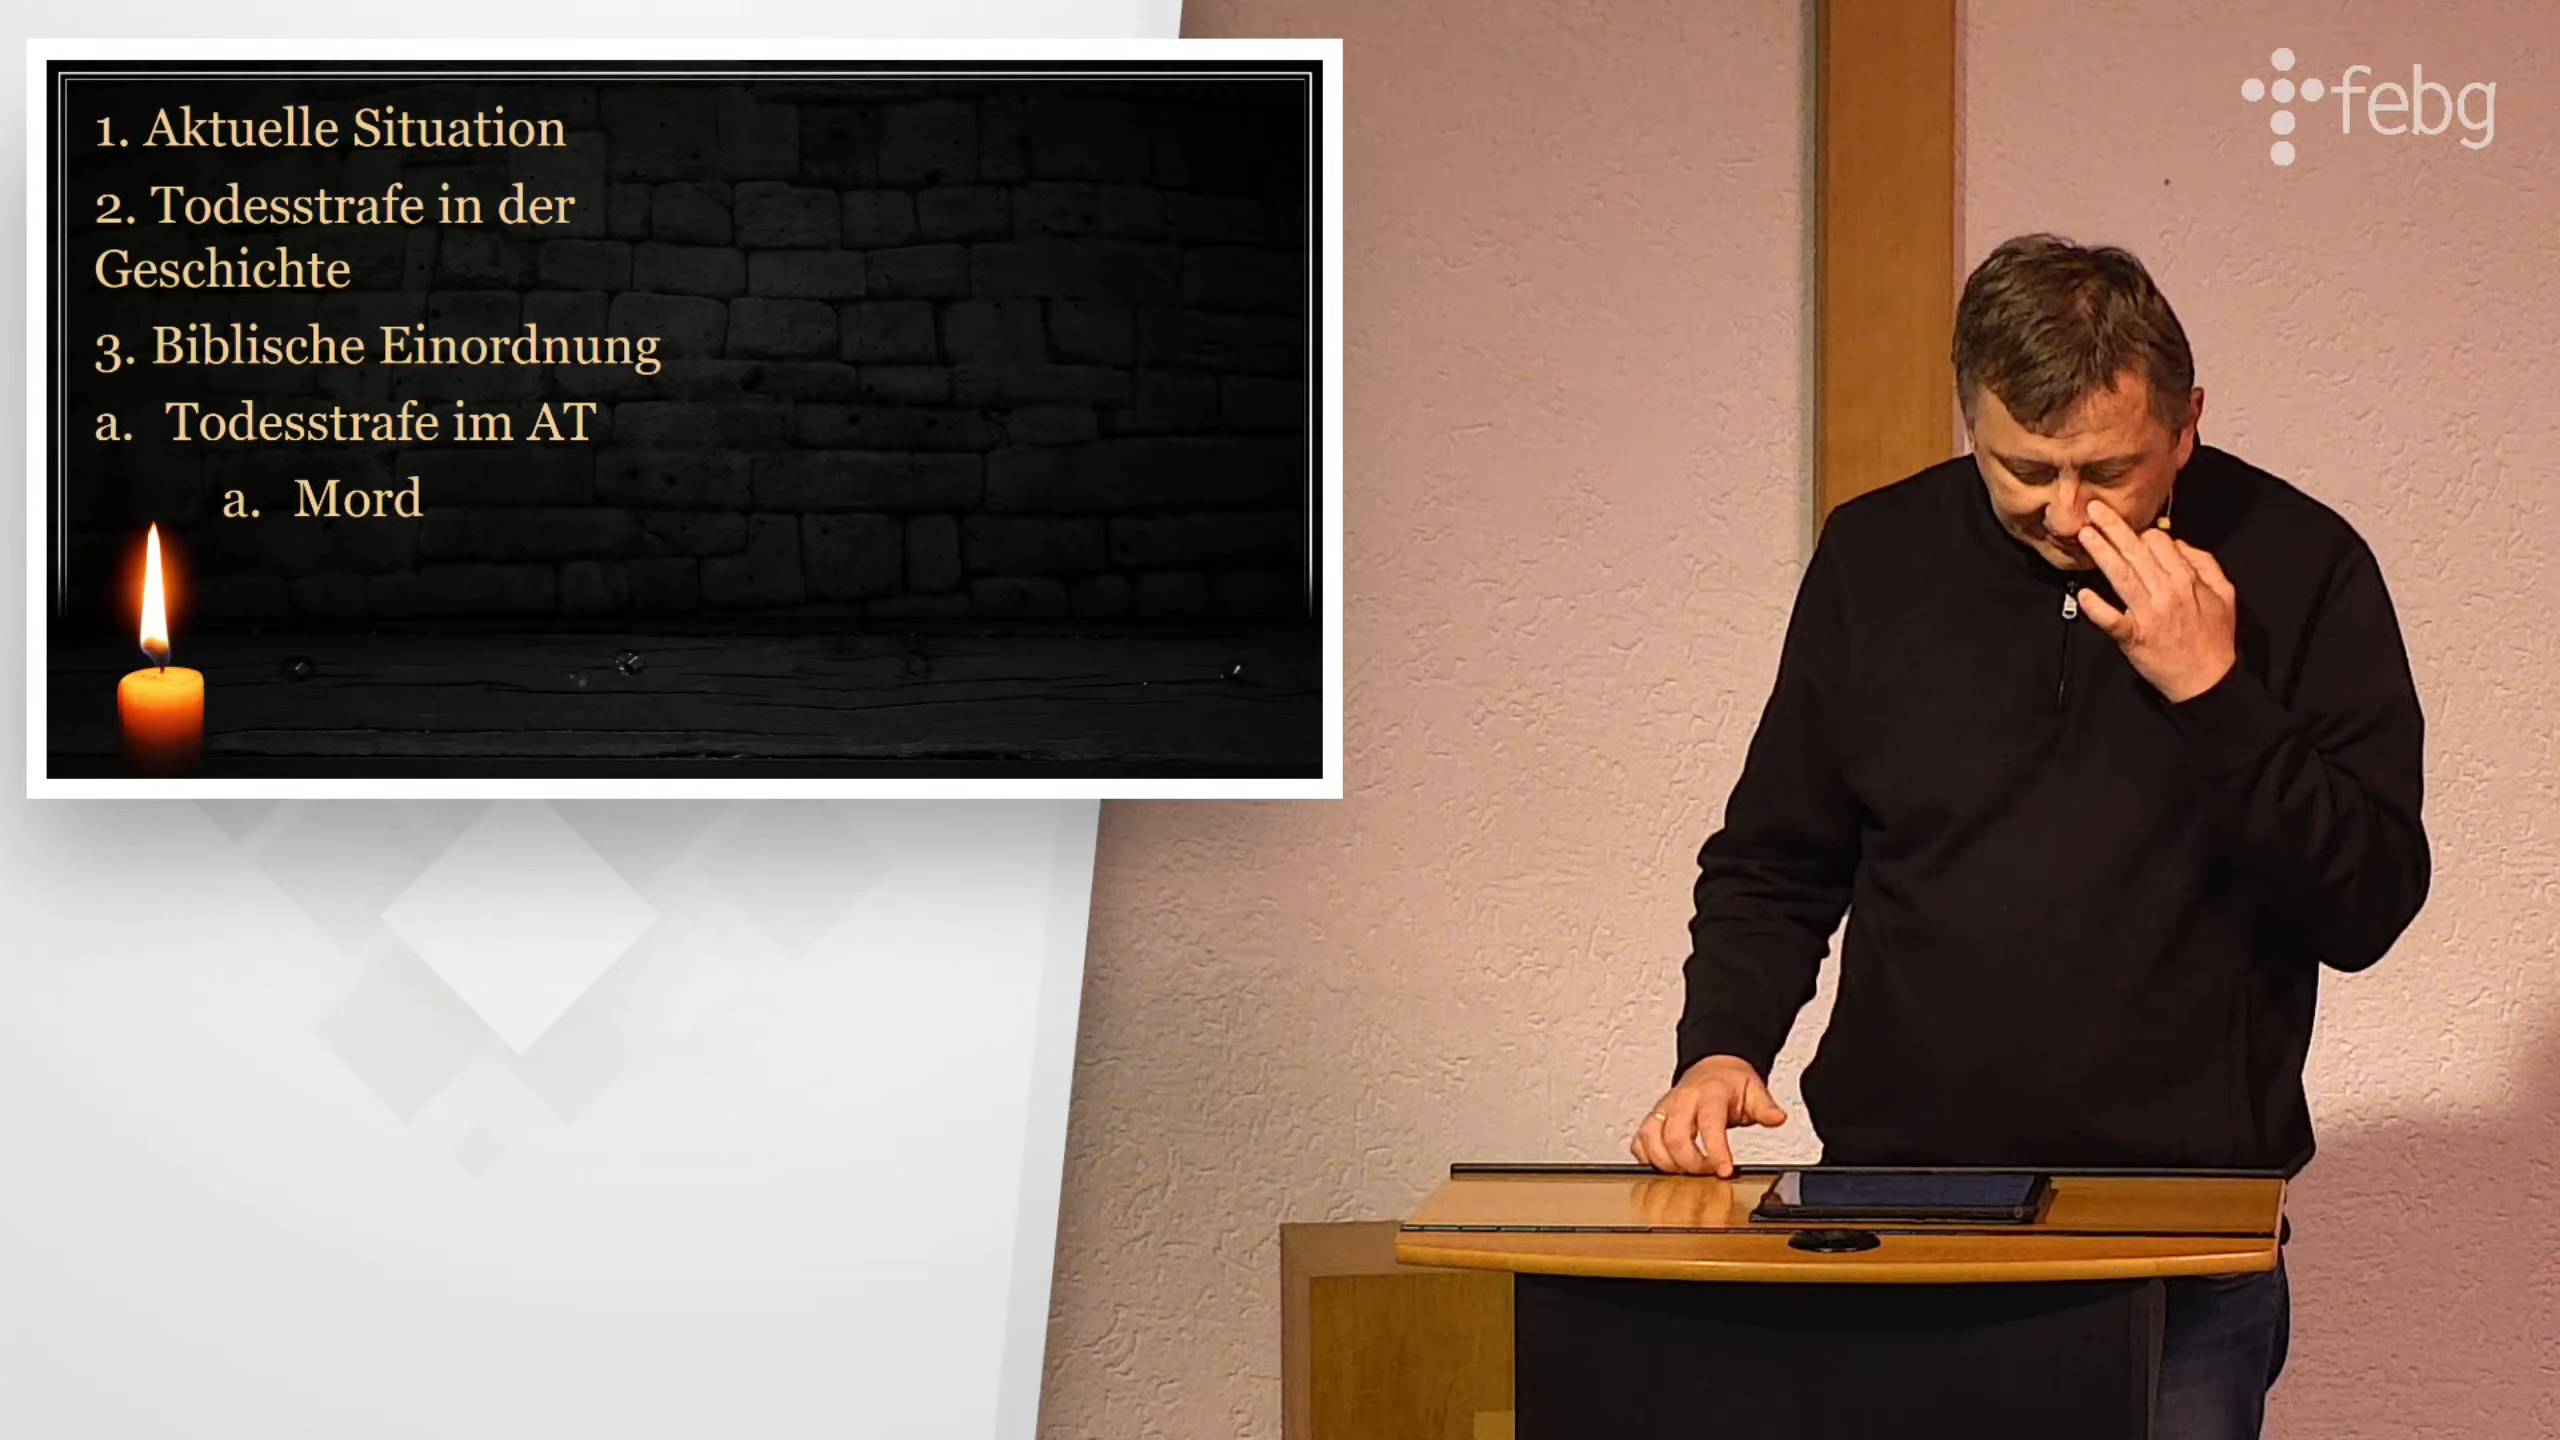 1. Aktuelle Situation
2. Todesstrafe in der
Geschichte
3. Biblische Einordnung
a. Todesstrafe im AT
a. Mord
febg